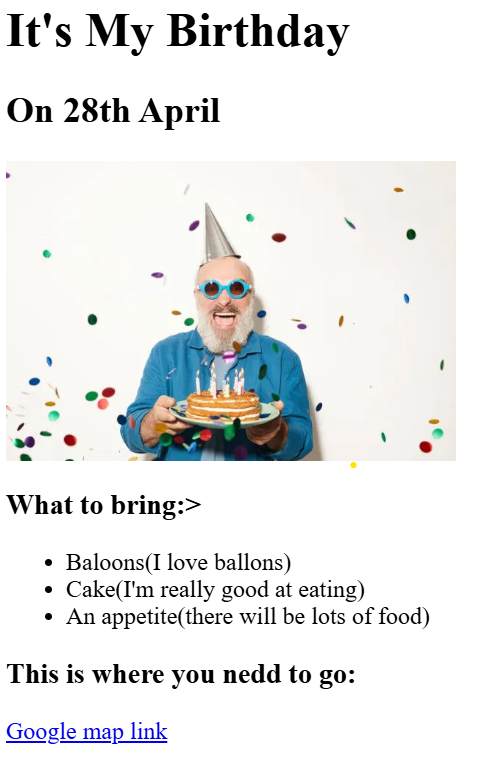 It's My Birthday
On 28th April
What to bring:>
Baloons(I love ballons)
Cake(I'm really good at eating)
An appetite(there will be lots of food)
This is where you nedd to go:
Google map link